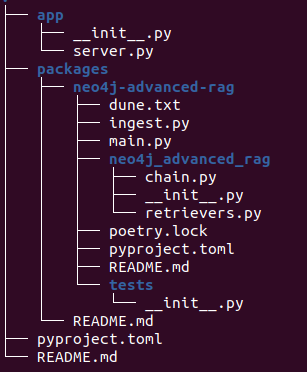 app
__init__.py
server.py
packages
neo4j-advanced-rag
dune.txt
ingest.py
main.py
neo4j_advanced_rag
chain.py
__init__.py
retrievers.py
poetry.lock
pyproject.toml
README.md
tests
__init__.py
README.md
pyproject.toml
README.md